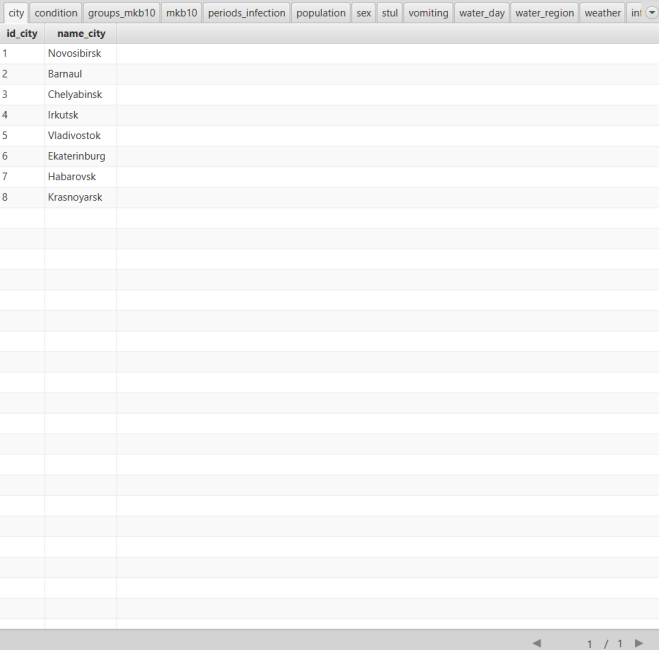 city condition groups_mkb10 mkb10 periods_infection population sex stul vomiting water_day water_region weather
id_city name_city
1 Novosibirsk
2 Barnaul
3 Chelyabinsk
4 Irkutsk
5 Vladivostok
6 Ekaterinburg
7 Habarovsk
8 Krasnoyarsk
1 / 1